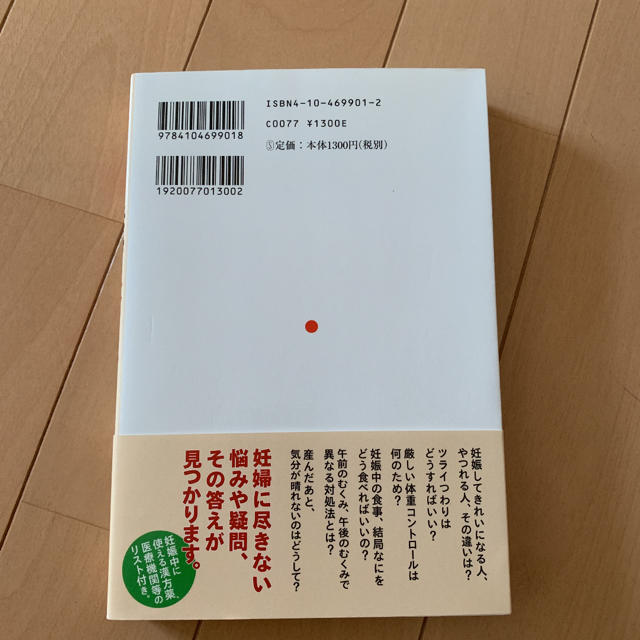 ISBN4-10-469901-2
C0077 ¥1300E
Ⓢ定価:本体1300円(税別)
9784104699018
1920077013002
妊娠してきれいになる人、
やつれる人、その違いは?
ツライつわりは
どうすればいい?
厳しい体重コントロールは
何のため?
妊娠中の食事、結局なにを
どう食べればいいの?
午前のむくみ、午後のむくみで
異なる対処法とは?
産んだあと、
気分が晴れないのはどうして?
妊婦に尽きない
悩みや疑問、
その答えが
見つかります。
妊娠中に
使える漢方薬、
医療機関等の
リスト付き。